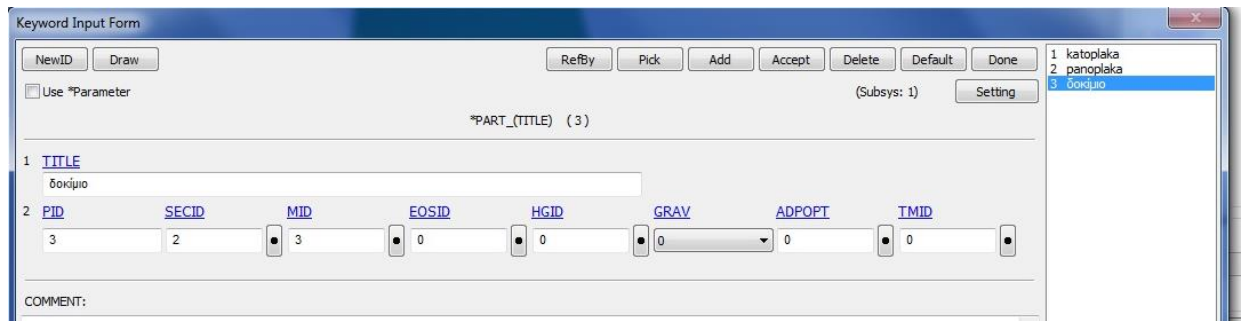 Keyword Input Form
X
NewID Draw RefBy Pick Add Accept Delete Default Done
Use *Parameter (Subsys: 1) Setting
*PART_(TITLE) (3)
1 TITLE
δοκίμιο
2 PID SECID MID EOSID HGID GRAV ADPOPT TMID
3 2 3 0 0 0 0 0
COMMENT:
1 katoplaka
2 panoplaka
3 δοκίμιο